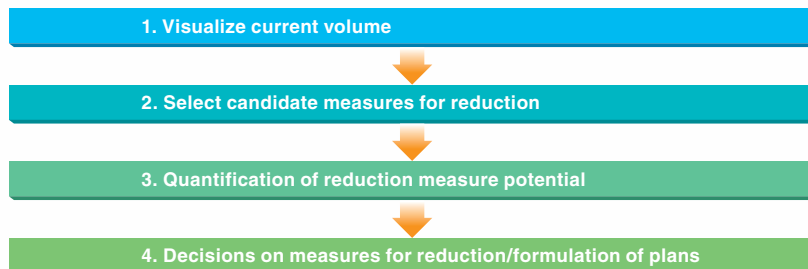 1. Visualize current volume
2. Select candidate measures for reduction
3. Quantification of reduction measure potential
4. Decisions on measures for reduction/formulation of plans